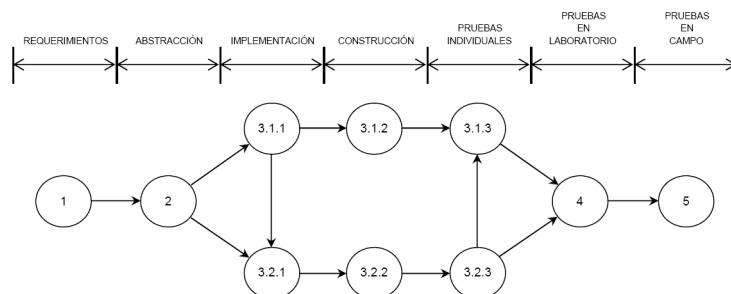 REQUERIMIENTOS
ABSTRACCIÓN
IMPLEMENTACIÓN
CONSTRUCCIÓN
PRUEBAS
INDIVIDUALES
PRUEBAS
EN
LABORATORIO
PRUEBAS
EN
CAMPO
3.1.1
3.1.2
3.1.3
1
2
4
5
3.2.1
3.2.2
3.2.3